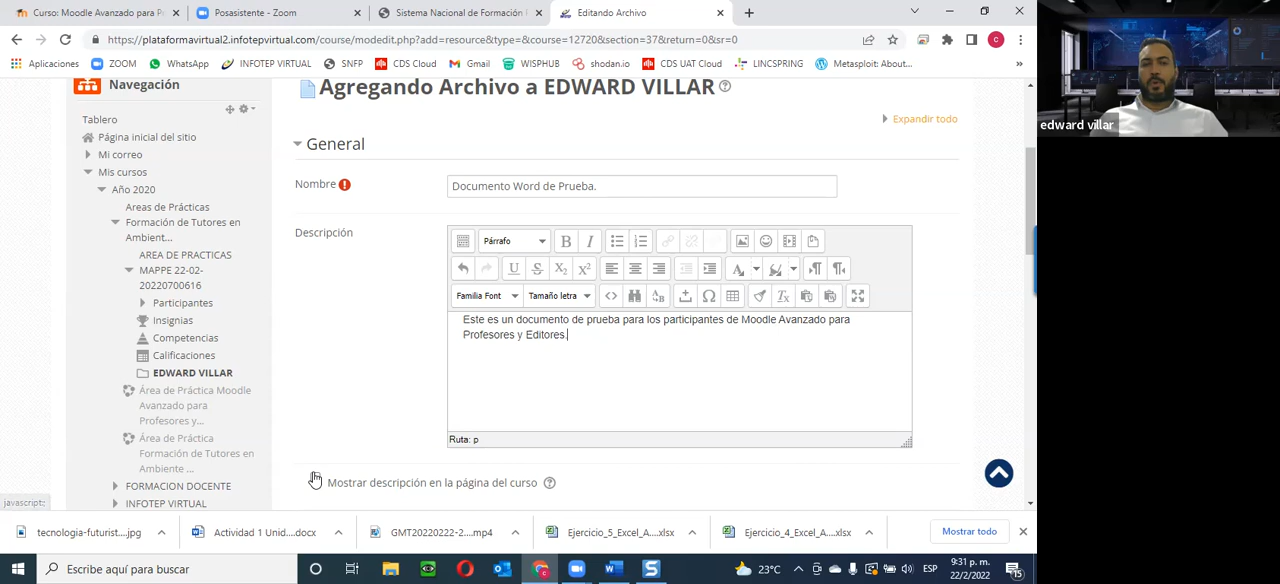 Curso: Moodle Avanzado para P
Posasistente - Zoom
Sistema Nacional de Formación
Editando Archivo
https://plataformavirtual2.infotepvirtual.com/course/modedit.php?add=resource&type=&course=12720&section=37&return=0&sr=0
Aplicaciones
ZOOM
WhatsApp
INFOTEP VIRTUAL
SNFP
CDS Cloud
Gmail
WISPHUB
shodan.io
CDS UAT Cloud
LINCSPRING
Metasploit: About...
edward villar
Navegación
Tablero
Página inicial del sitio
Mi correo
Mis cursos
Año 2020
Areas de Prácticas
Formación de Tutores en
Ambient...
AREA DE PRACTICAS
MAPPE 22-02-
20220700616
Participantes
Insignias
Competencias
Calificaciones
EDWARD VILLAR
Área de Práctica Moodle
Avanzado para
Profesores y...
Área de Práctica
Formación de Tutores en
Ambiente ...
FORMACION DOCENTE
INFOTEP VIRTUAL
javascript:;
Agregando Archivo a EDWARD VILLAR
Expandir todo
General
Nombre
Documento Word de Prueba.
Descripción
Párrafo
Familia Font
Tamaño letra
Este es un documento de prueba para los participantes de Moodle Avanzado para
Profesores y Editores.
Ruta: p
Mostrar descripción en la página del curso
tecnologia-futurist....jpg
Actividad 1 Unid....docx
GMT20220222-2....mp4
Ejercicio_5_Excel_A....xlsx
Ejercicio_4_Excel_A....xlsx
Mostrar todo
Escribe aquí para buscar
23°C
ESP
9:31 p.m.
22/2/2022
15